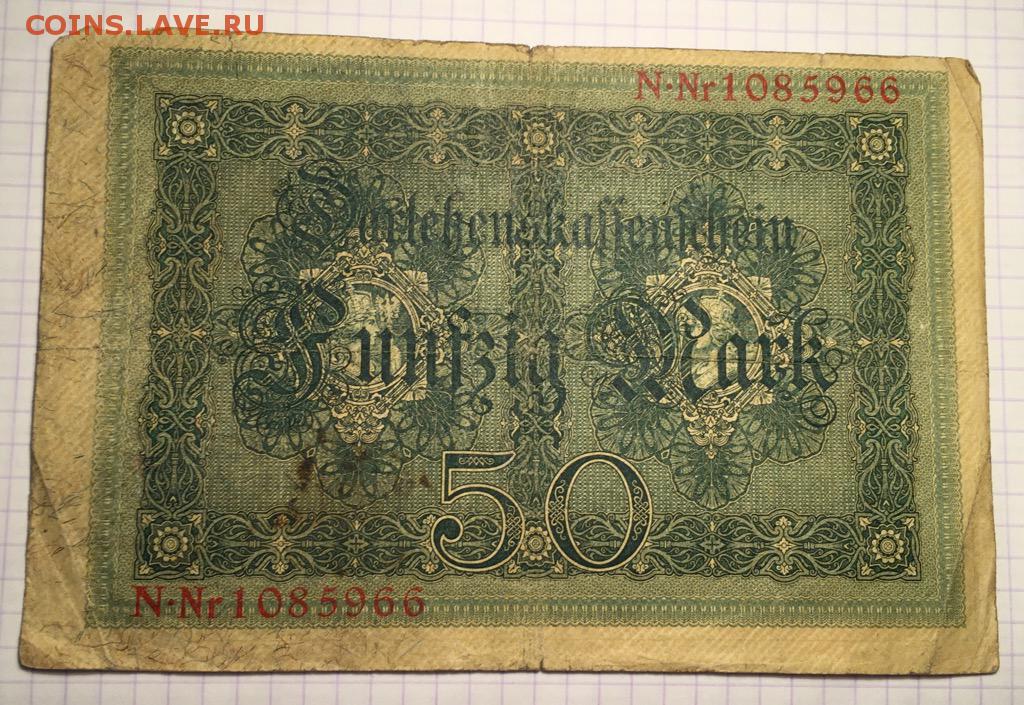 COINS.LAVE.RU
N·Nr1085966
Darlehenskassenschein
Fünfzig Mark
50
N·Nr1085966